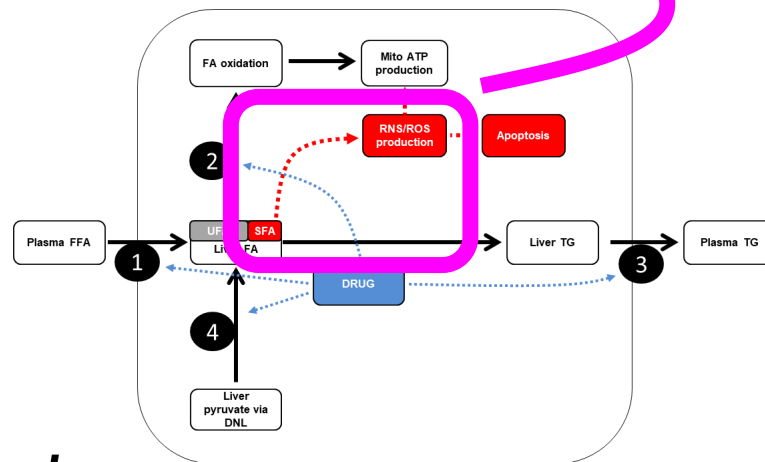 FA oxidation
Mito ATP
production
RNS/ROS
production
Apoptosis
2
SFA
Plasma FFA
Liver TG
Plasma TG
1
3
DRUG
4
Liver
pyruvate via
DNL